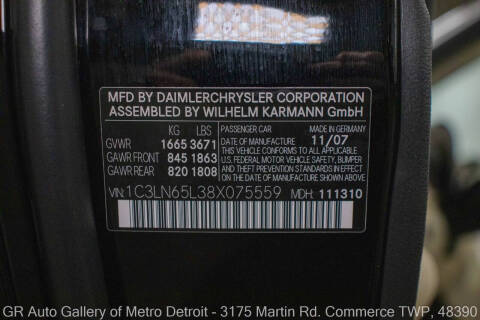 MFD BY DAIMLERCHRYSLER CORPORATION
ASSEMBLED BY WILHELM KARMANN GmbH
KG LBS PASSENGER CAR MADE IN GERMANY
GVWR 1665 3671 DATE OF MANUFACTURE 11/07
GAWR FRONT 845 1863 THIS VEHICLE CONFORMS TO ALL APPLICABLE
U.S. FEDERAL MOTOR VEHICLE SAFETY, BUMPER
GAWR REAR 820 1808 AND THEFT PREVENTION STANDARDS IN EFFECT
ON THE DATE OF MANUFACTURE SHOWN ABOVE.
VIN: 1C3LN65L38X075559 MDH: 111310
GR Auto Gallery of Metro Detroit - 3175 Martin Rd. Commerce TWP, 48390